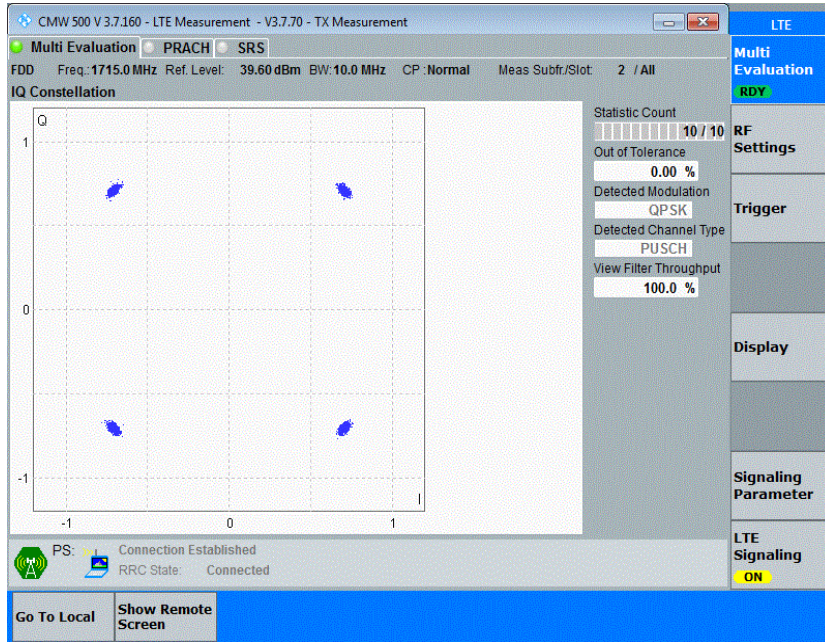 CMW 500 V 3.7.160 - LTE Measurement - V3.7.70 - TX Measurement
LTE
Multi Evaluation PRACH SRS
FDD Freq.: 1715.0 MHz Ref. Level: 39.60 dBm BW: 10.0 MHz CP : Normal Meas Subfr./Slot: 2 / All
IQ Constellation
Q
1
0
-1
I
-1 0 1
Statistic Count
10 / 10
Out of Tolerance
0.00 %
Detected Modulation
QPSK
Detected Channel Type
PUSCH
View Filter Throughput
100.0 %
Multi
Evaluation
RDY
RF
Settings
Trigger
Display
Signaling
Parameter
LTE
Signaling
ON
PS: Connection Established
RRC State: Connected
Go To Local
Show Remote
Screen